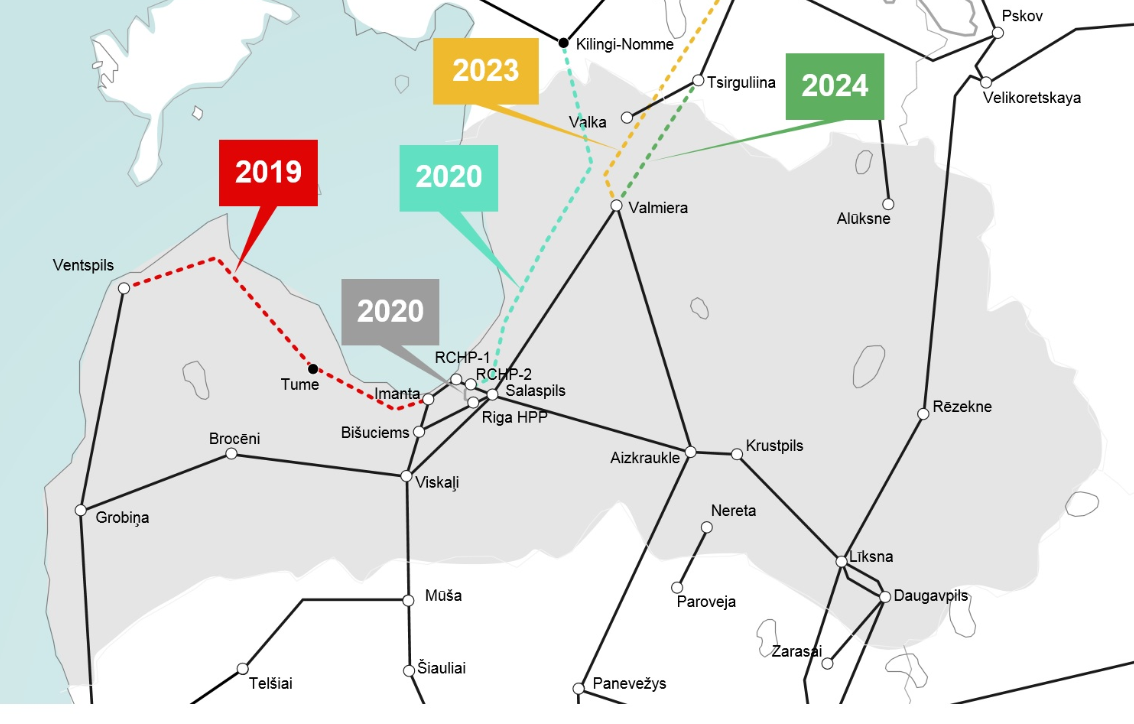 Pskov
Kilingi-Nomme
2023
Tsirguliina
2024
Velikoretskaya
Valka
2019
2020
Valmiera
Alūksne
Ventspils
2020
RCHP-1
RCHP-2
Tume
Imanta
Salaspils
Rēzekne
Riga HPP
Bišuciems
Brocēni
Krustpils
Aizkraukle
Viskaļi
Grobiņa
Nereta
Līksna
Mūša
Daugavpils
Paroveja
Zarasai
Šiauliai
Telšiai
Panevežys